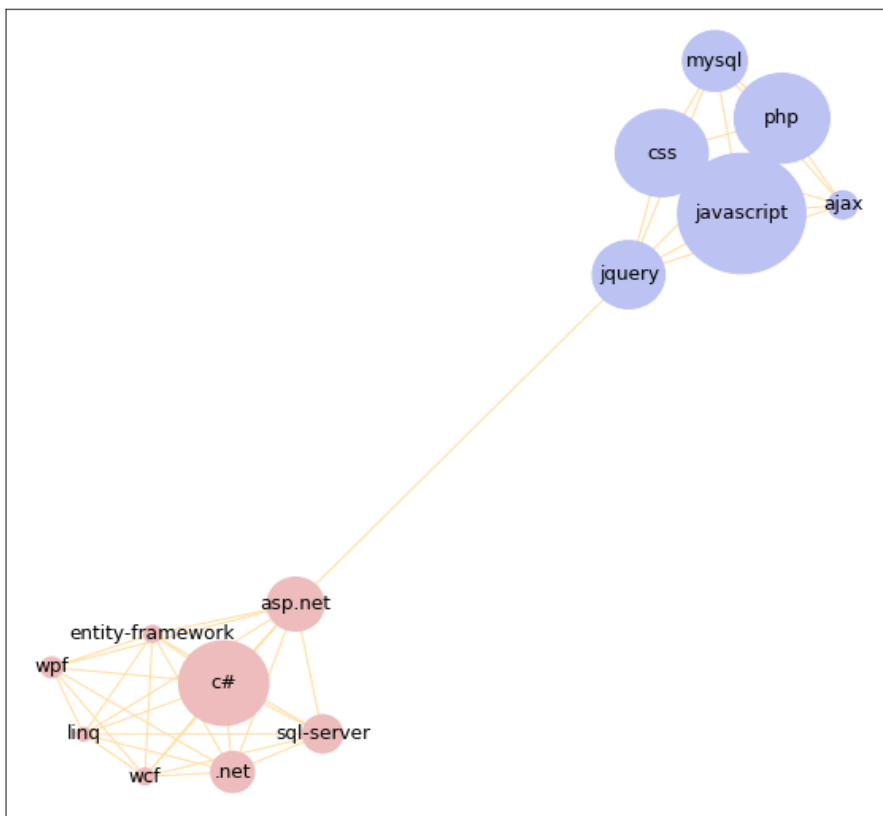 mysql
php
css
javascript
ajax
jquery
asp.net
entity-framework
wpf
c#
linq
sql-server
wcf
.net